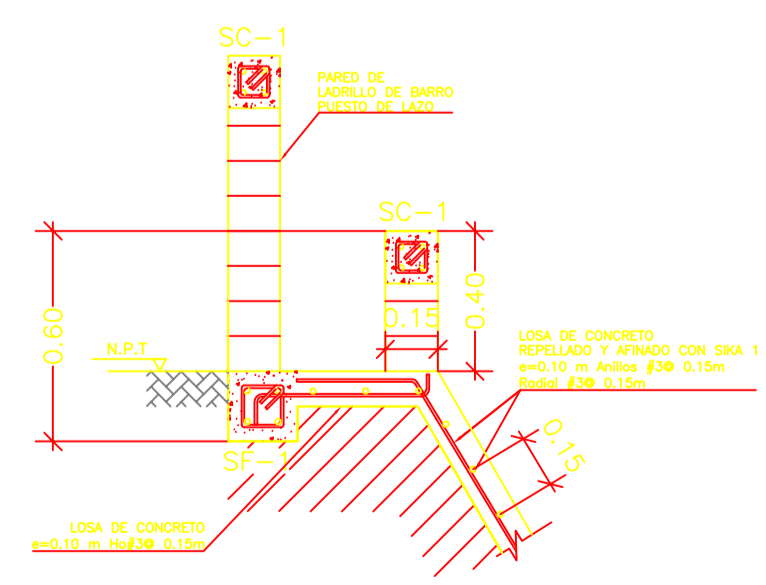 SC-1
PARED DE
LADRILLO DE BARRO
PUESTO DE LAZO
SC-1
0.60
0.40
0.15
N.P.T
LOSA DE CONCRETO
REPELLADO Y AFINADO CON SIKA 1
e=0.10 m Anillos #3@ 0.15m
Radial #3@ 0.15m
0.15
SF-1
LOSA DE CONCRETO
e=0.10 m Ho#3@ 0.15m